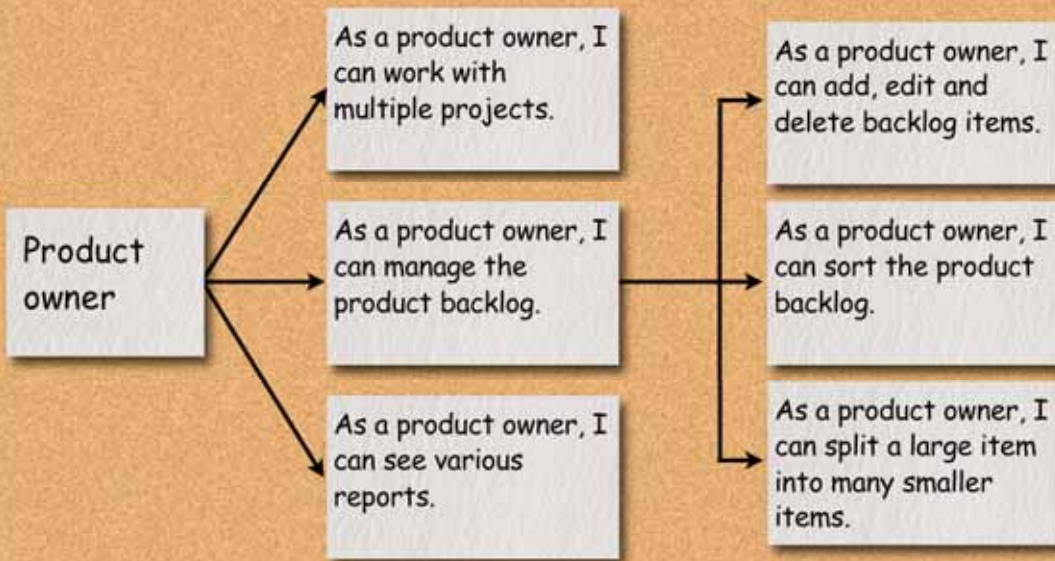 Product
owner
As a product owner, I
can work with
multiple projects.
As a product owner, I
can manage the
product backlog.
As a product owner, I
can see various
reports.
As a product owner, I
can add, edit and
delete backlog items.
As a product owner, I
can sort the product
backlog.
As a product owner, I
can split a large item
into many smaller
items.